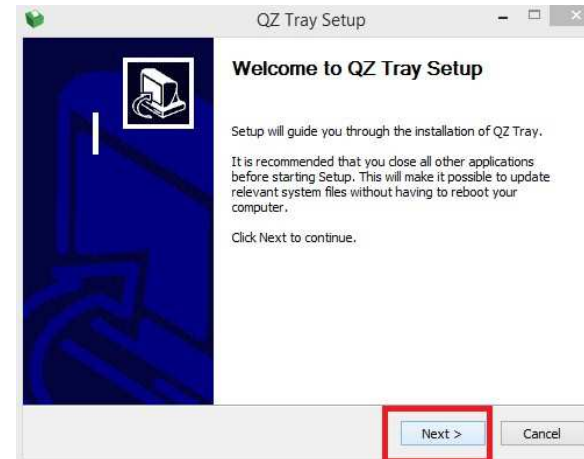 QZ Tray Setup
Welcome to QZ Tray Setup
Setup will guide you through the installation of QZ Tray.
It is recommended that you close all other applications
before starting Setup. This will make it possible to update
relevant system files without having to reboot your
computer.
Click Next to continue.
Next >
Cancel